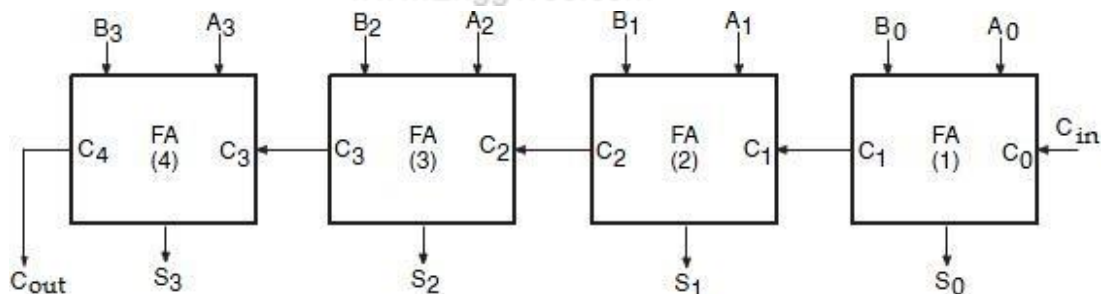 B3 A3 B2 A2 B1 A1 B0 A0
C4 FA (4) C3 C3 FA (3) C2 C2 FA (2) C1 C1 FA (1) C0 Cin
Cout S3 S2 S1 S0